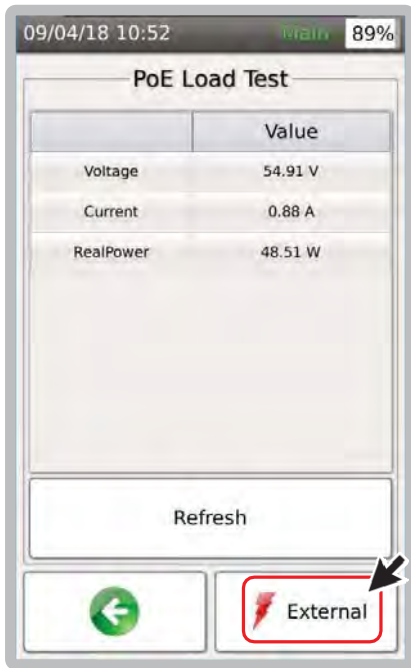 09/04/18 10:52 Main 89%
PoE Load Test
Value
Voltage 54.91 V
Current 0.88 A
RealPower 48.51 W
Refresh
External